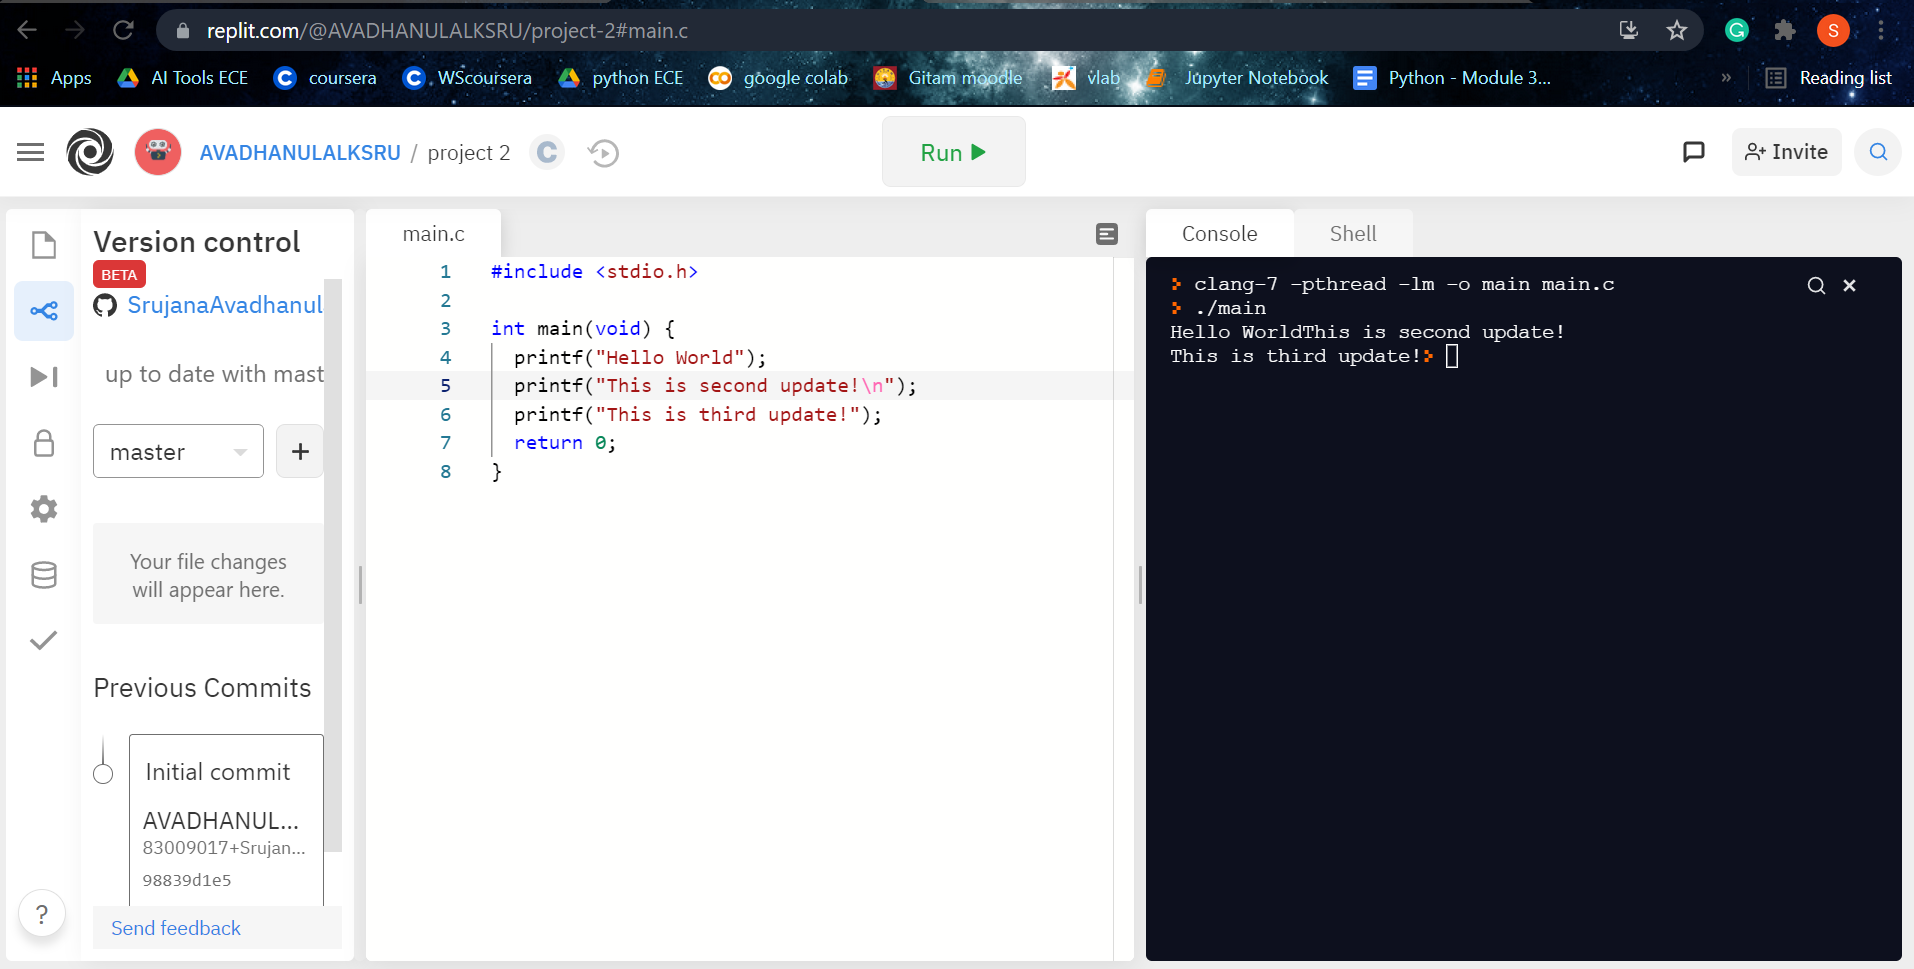 replit.com/@AVADHANULALKSRU/project-2#main.c
G
S
Apps
AI Tools ECE
coursera
WScoursera
python ECE
google colab
Gitam moodle
vlab
Jupyter Notebook
Python - Module 3...
»
Reading list
AVADHANULALKSRU / project 2
C
Run
Invite
Version control
BETA
SrujanaAvadhanul
up to date with mast
master
+
Your file changes
will appear here.
Previous Commits
Initial commit
AVADHANUL...
83009017+Srujan...
98839d1e5
Send feedback
?
main.c
1 #include <stdio.h>
2
3 int main(void) {
4 printf("Hello World");
5 printf("This is second update!\n");
6 printf("This is third update!");
7 return 0;
8 }
Console
Shell
clang-7 -pthread -lm -o main main.c
./main
Hello WorldThis is second update!
This is third update!